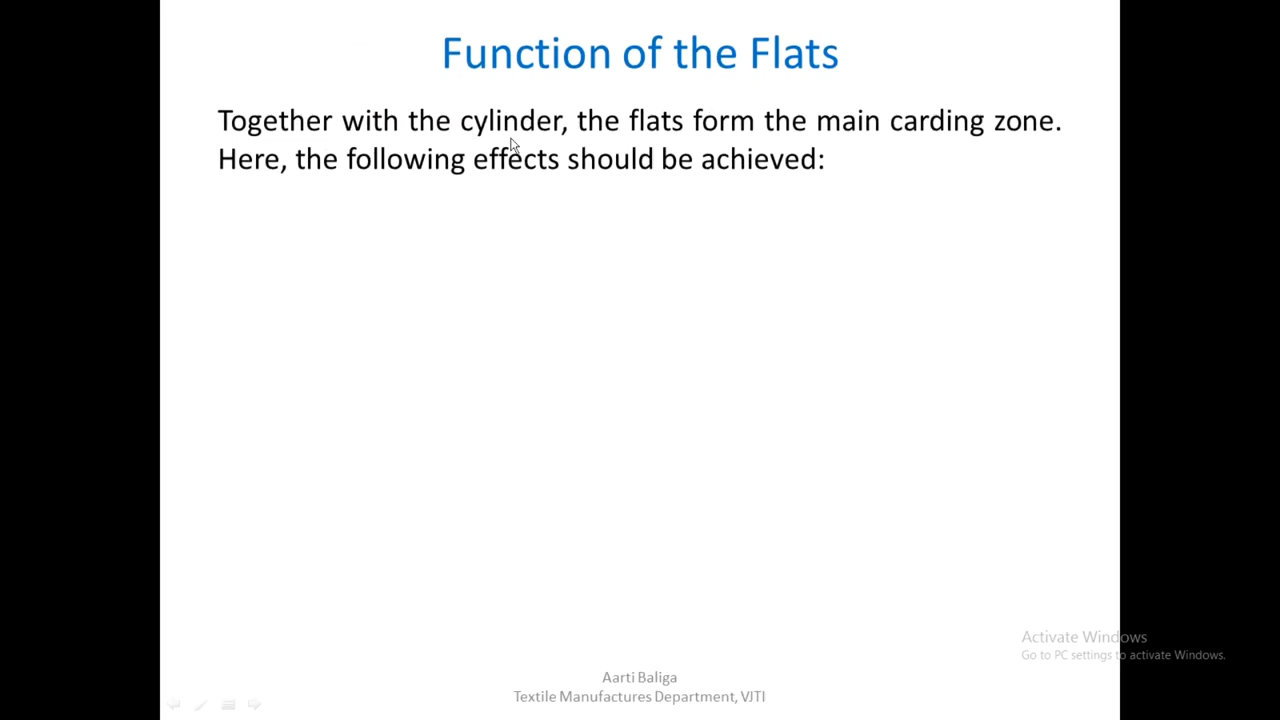 Function of the Flats
Together with the cylinder, the flats form the main carding zone.
Here, the following effects should be achieved:
Activate Windows
Go to PC settings to activate Windows.
Aarti Baliga
Textile Manufactures Department, VJTI